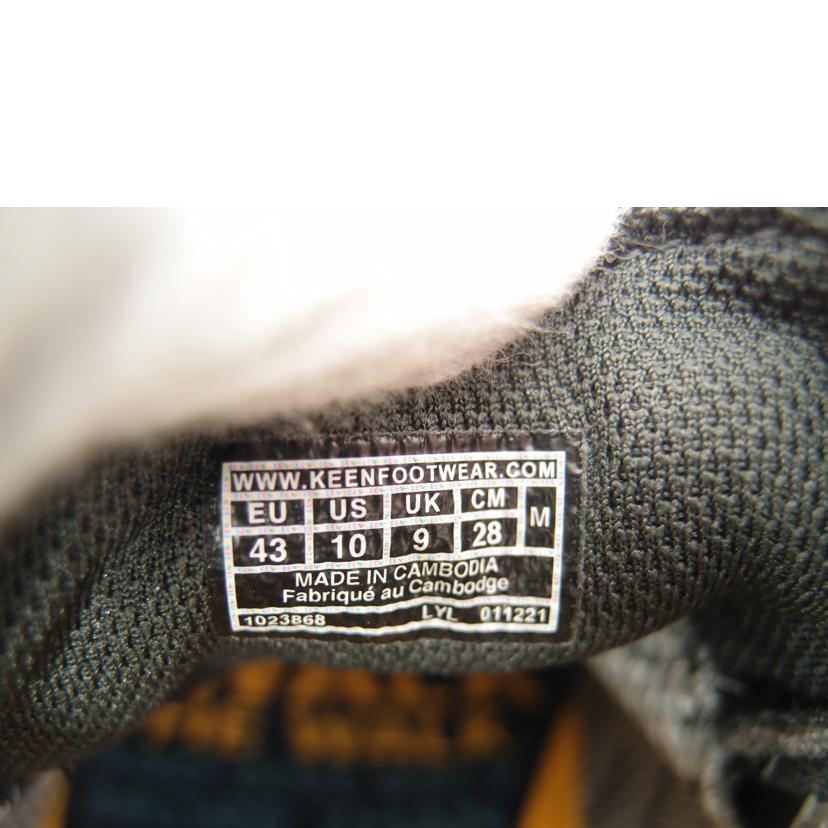 WWW.KEENFOOTWEAR.COM
EU US UK CM M
43 10 9 28
MADE IN CAMBODIA
Fabriqué au Cambodge
1023868 LYL 011221